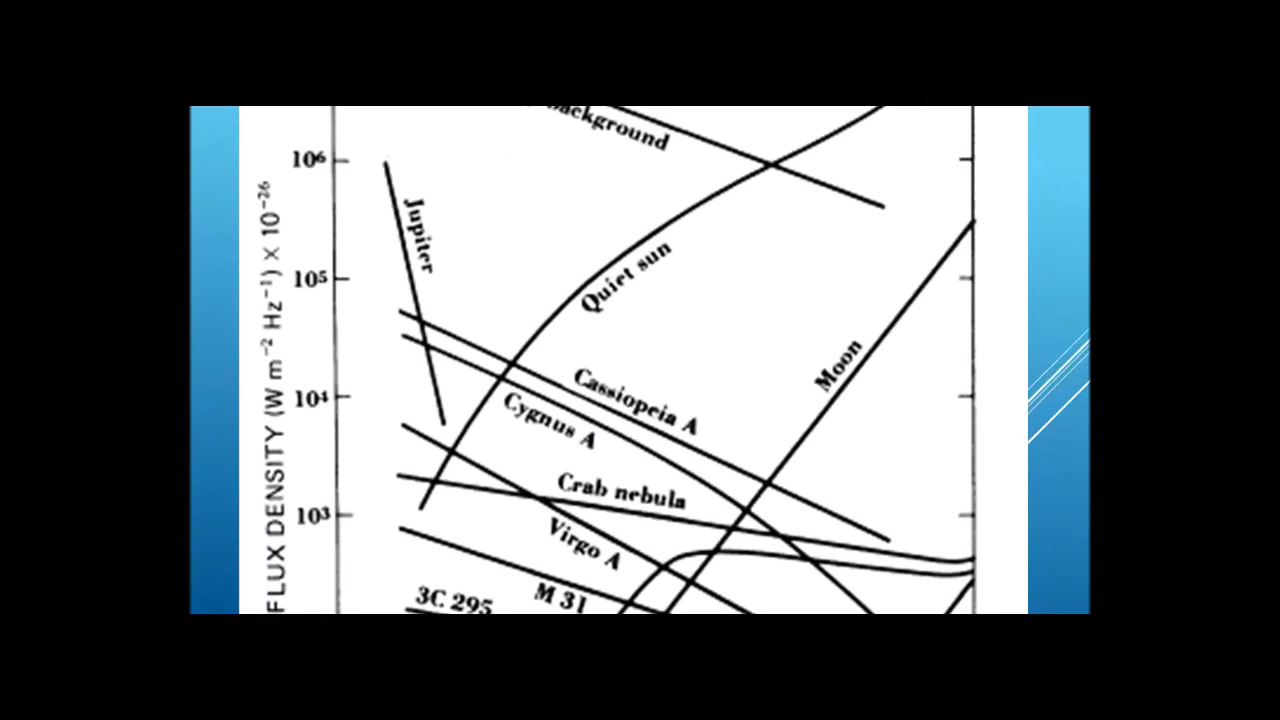 background
10⁶
Jupiter
FLUX DENSITY (W m⁻² Hz⁻¹) × 10⁻²⁶
10⁵
Quiet sun
Moon
10⁴
Cassiopeia A
Cygnus A
Crab nebula
10³
Virgo A
M 31
3C 295